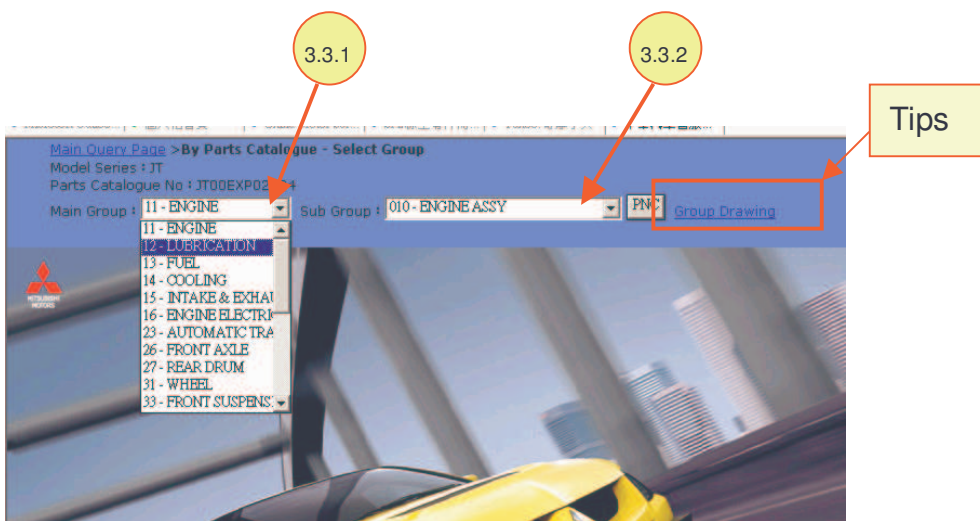 3.3.1
3.3.2
Tips
Main Query Page >By Parts Catalogue - Select Group
Model Series : JT
Parts Catalogue No : JT00EXP02
Main Group : 11 - ENGINE Sub Group : 010 - ENGINE ASSY PNC Group Drawing
11 - ENGINE
12 - LUBRICATION
13 - FUEL
14 - COOLING
15 - INTAKE & EXHAU
16 - ENGINE ELECTRIC
23 - AUTOMATIC TRA
26 - FRONT AXLE
27 - REAR DRUM
31 - WHEEL
33 - FRONT SUSPENS
MITSUBISHI
MOTORS